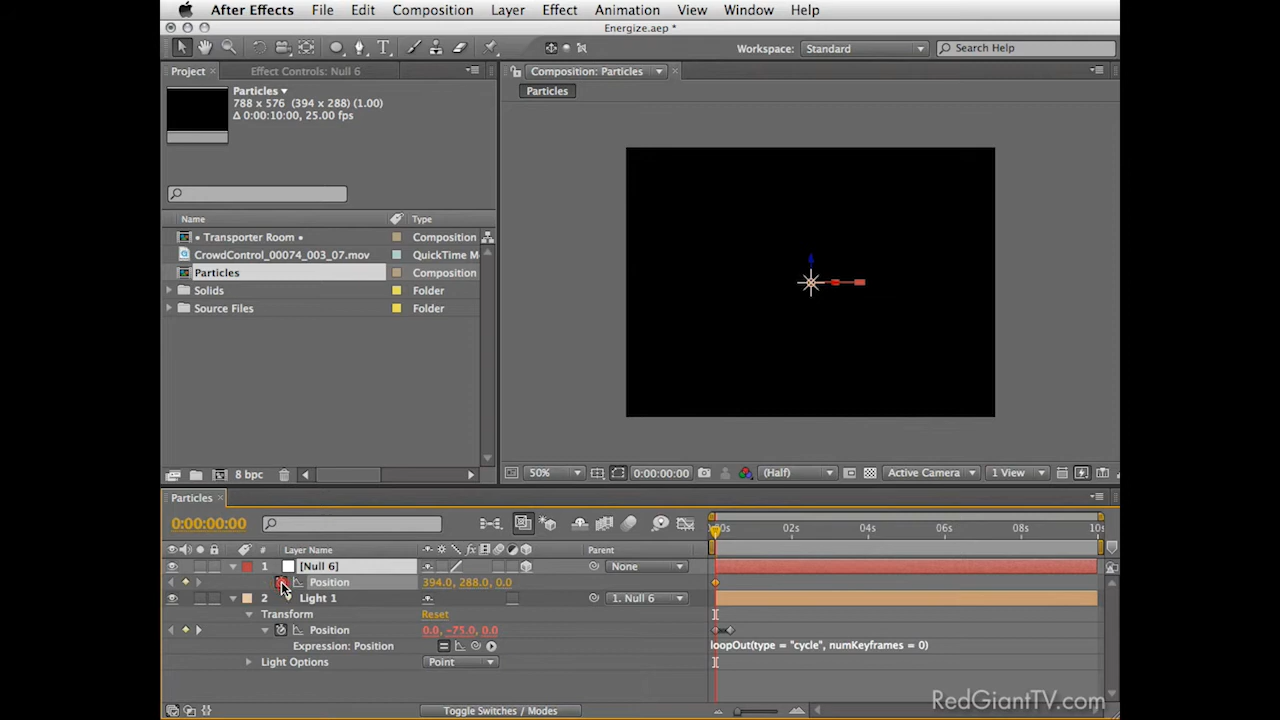 After Effects File Edit Composition Layer Effect Animation View Window Help
Energize.aep *
Workspace: Standard Search Help
Project Effect Controls: Null 6 Composition: Particles
Particles
Particles
788 x 576 (394 x 288) (1.00)
Δ 0:00:10:00, 25.00 fps
Name Type
• Transporter Room • Composition
CrowdControl_00074_003_07.mov QuickTime M
Particles Composition
Solids Folder
Source Files Folder
8 bpc 50% 0:00:00:00 (Half) Active Camera 1 View
Particles
0:00:00:00 02s 04s 06s 08s 10s
# Layer Name Parent
1 [Null 6] None
Position 394.0, 288.0, 0.0
2 Light 1 1. Null 6
Transform Reset
Position 0.0, -75.0, 0.0
Expression: Position loopOut(type = "cycle", numKeyframes = 0)
Light Options Point
Toggle Switches / Modes
RedGiantTV.com